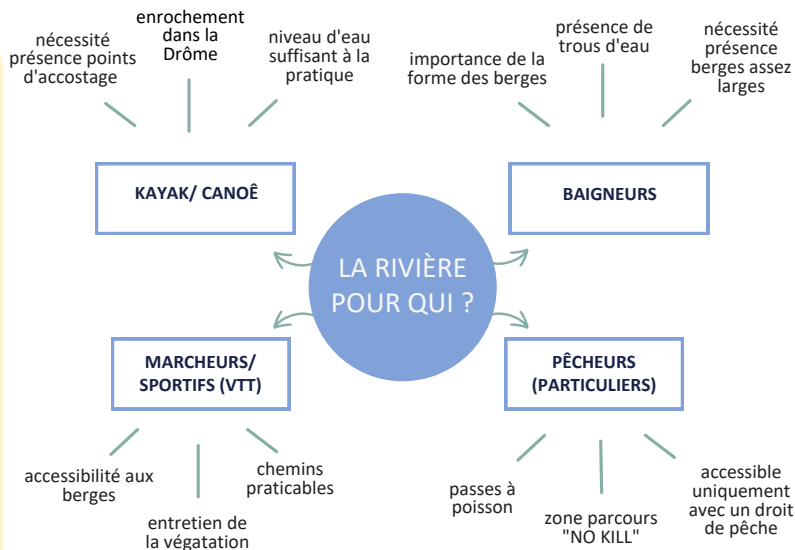 nécessité
présence points
d'accostage
enrochement
dans la
Drôme
niveau d'eau
suffisant à la
pratique
importance de la
forme des berges
présence de
trous d'eau
nécessité
présence
berges assez
larges
KAYAK/ CANOÊ
BAIGNEURS
LA RIVIÈRE
POUR QUI ?
MARCHEURS/
SPORTIFS (VTT)
PÊCHEURS
(PARTICULIERS)
accessibilité aux
berges
entretien de
la végatation
chemins
praticables
passes à
poisson
zone parcours
"NO KILL"
accessible
uniquement
avec un droit
de pêche